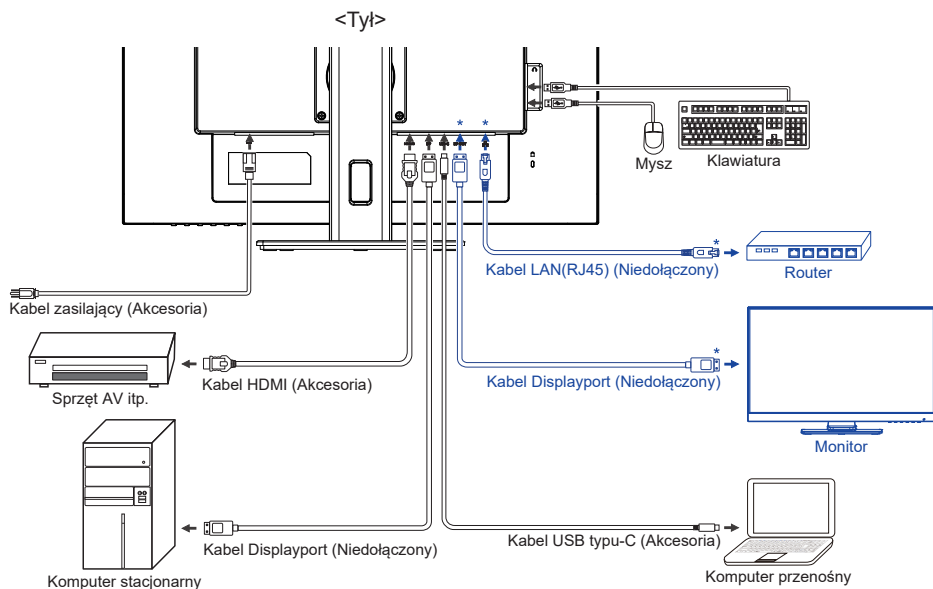 <Tył>
*
*
Mysz
Klawiatura
*
Kabel LAN(RJ45) (Niedołączony)
Router
Kabel zasilający (Akcesoria)
*
Kabel HDMI (Akcesoria)
Kabel Displayport (Niedołączony)
Sprzęt AV itp.
Monitor
Kabel Displayport (Niedołączony)
Kabel USB typu-C (Akcesoria)
Komputer stacjonarny
Komputer przenośny